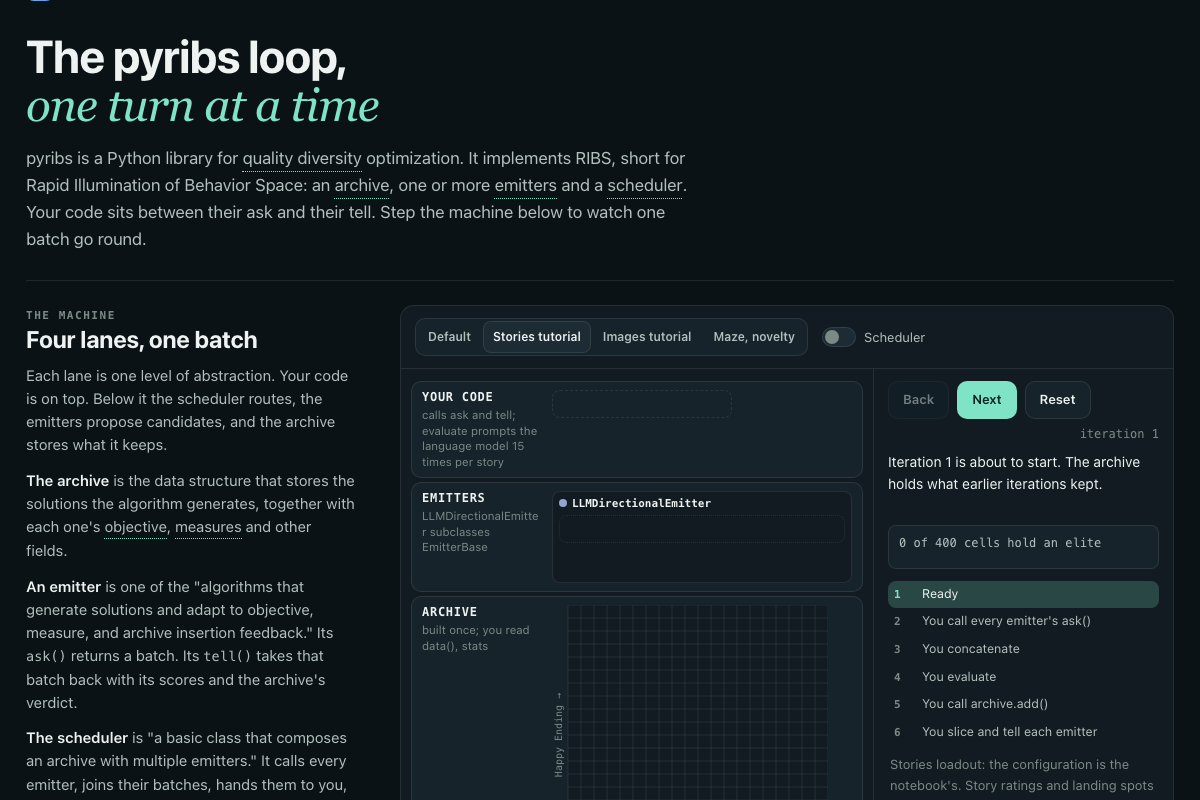 The pyribs loop,
one turn at a time
pyribs is a Python library for quality diversity optimization. It implements RIBS, short for
Rapid Illumination of Behavior Space: an archive, one or more emitters and a scheduler.
Your code sits between their ask and their tell. Step the machine below to watch one
batch go round.
THE MACHINE
Four lanes, one batch
Each lane is one level of abstraction. Your code
is on top. Below it the scheduler routes, the
emitters propose candidates, and the archive
stores what it keeps.
The archive is the data structure that stores the
solutions the algorithm generates, together with
each one's objective, measures and other
fields.
An emitter is one of the "algorithms that
generate solutions and adapt to objective,
measure, and archive insertion feedback." Its
ask() returns a batch. Its tell() takes that
batch back with its scores and the archive's
verdict.
The scheduler is "a basic class that composes
an archive with multiple emitters." It calls every
emitter, joins their batches, hands them to you,
Default
Stories tutorial
Images tutorial
Maze, novelty
Scheduler
YOUR CODE
calls ask and tell;
evaluate prompts the
language model 15
times per story
EMITTERS
LLMDirectionalEmitte
r subclasses
EmitterBase
LLMDirectionalEmitter
ARCHIVE
built once; you read
data(), stats
Happy Ending →
Back
Next
Reset
iteration 1
Iteration 1 is about to start. The archive
holds what earlier iterations kept.
0 of 400 cells hold an elite
1 Ready
2 You call every emitter's ask()
3 You concatenate
4 You evaluate
5 You call archive.add()
6 You slice and tell each emitter
Stories loadout: the configuration is the
notebook's. Story ratings and landing spots